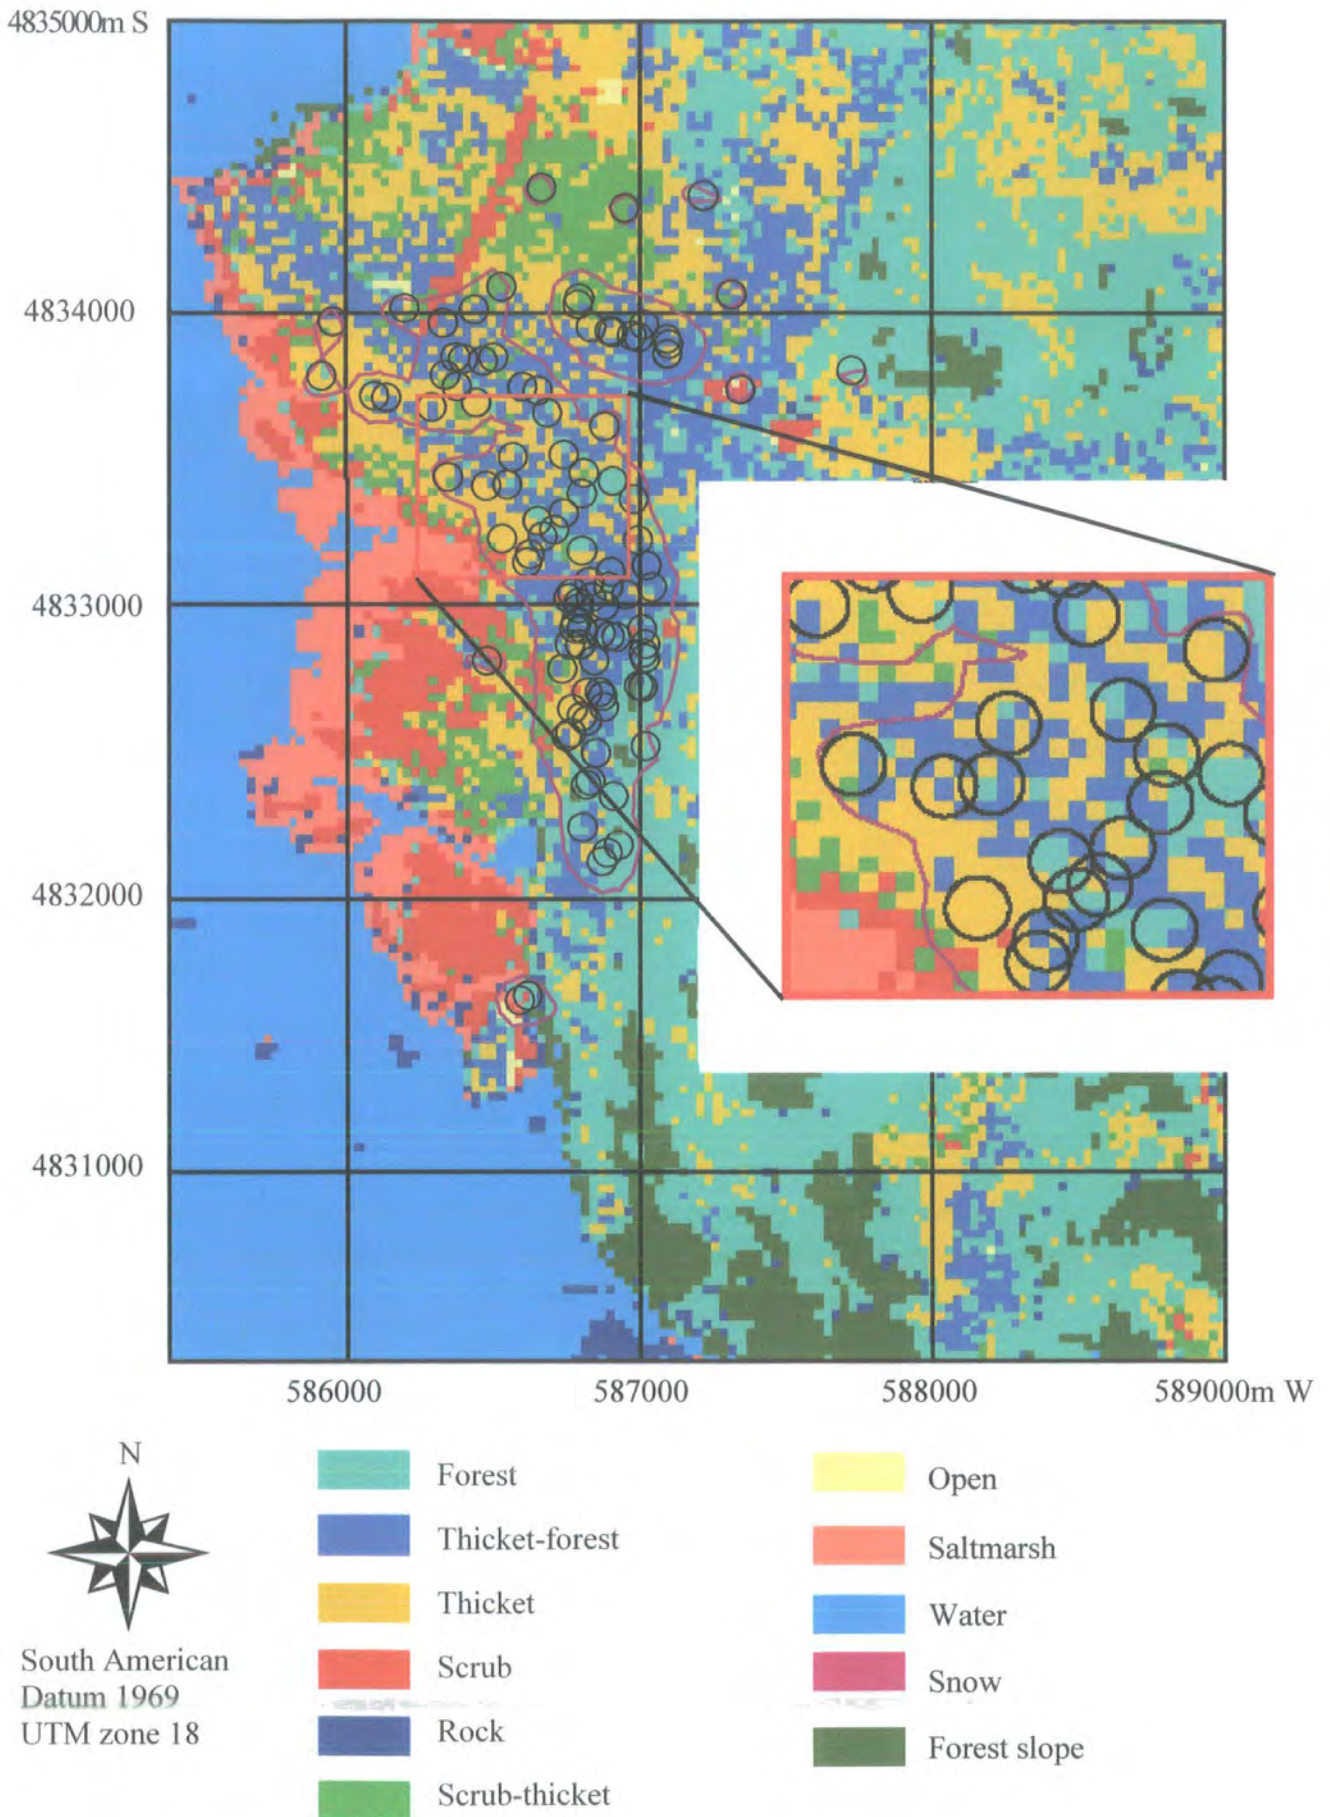 4835000m S
4834000
4833000
4832000
4831000
586000
587000
588000
589000m W
N
South American
Datum 1969
UTM zone 18
Forest
Thicket-forest
Thicket
Scrub
Rock
Scrub-thicket
Open
Saltmarsh
Water
Snow
Forest slope